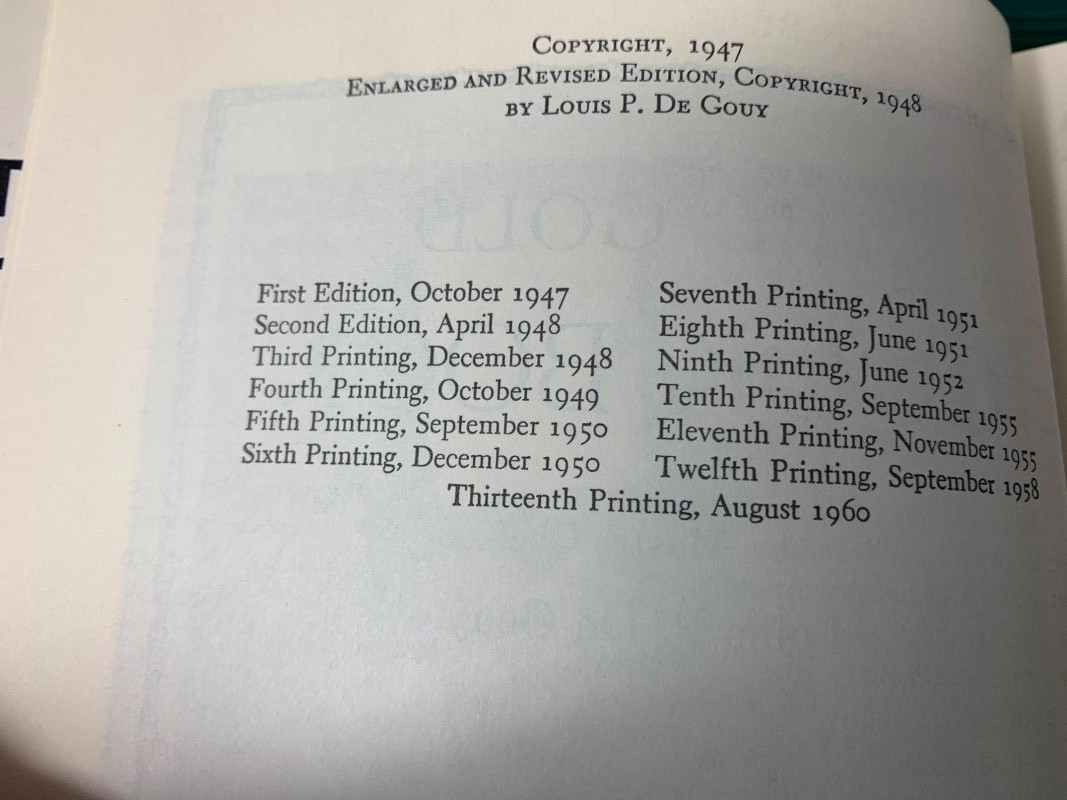 COPYRIGHT, 1947
ENLARGED AND REVISED EDITION, COPYRIGHT, 1948
BY LOUIS P. DE GOUY
First Edition, October 1947
Second Edition, April 1948
Third Printing, December 1948
Fourth Printing, October 1949
Fifth Printing, September 1950
Sixth Printing, December 1950
Seventh Printing, April 1951
Eighth Printing, June 1951
Ninth Printing, June 1952
Tenth Printing, September 1955
Eleventh Printing, November 1955
Twelfth Printing, September 1958
Thirteenth Printing, August 1960
GOLD